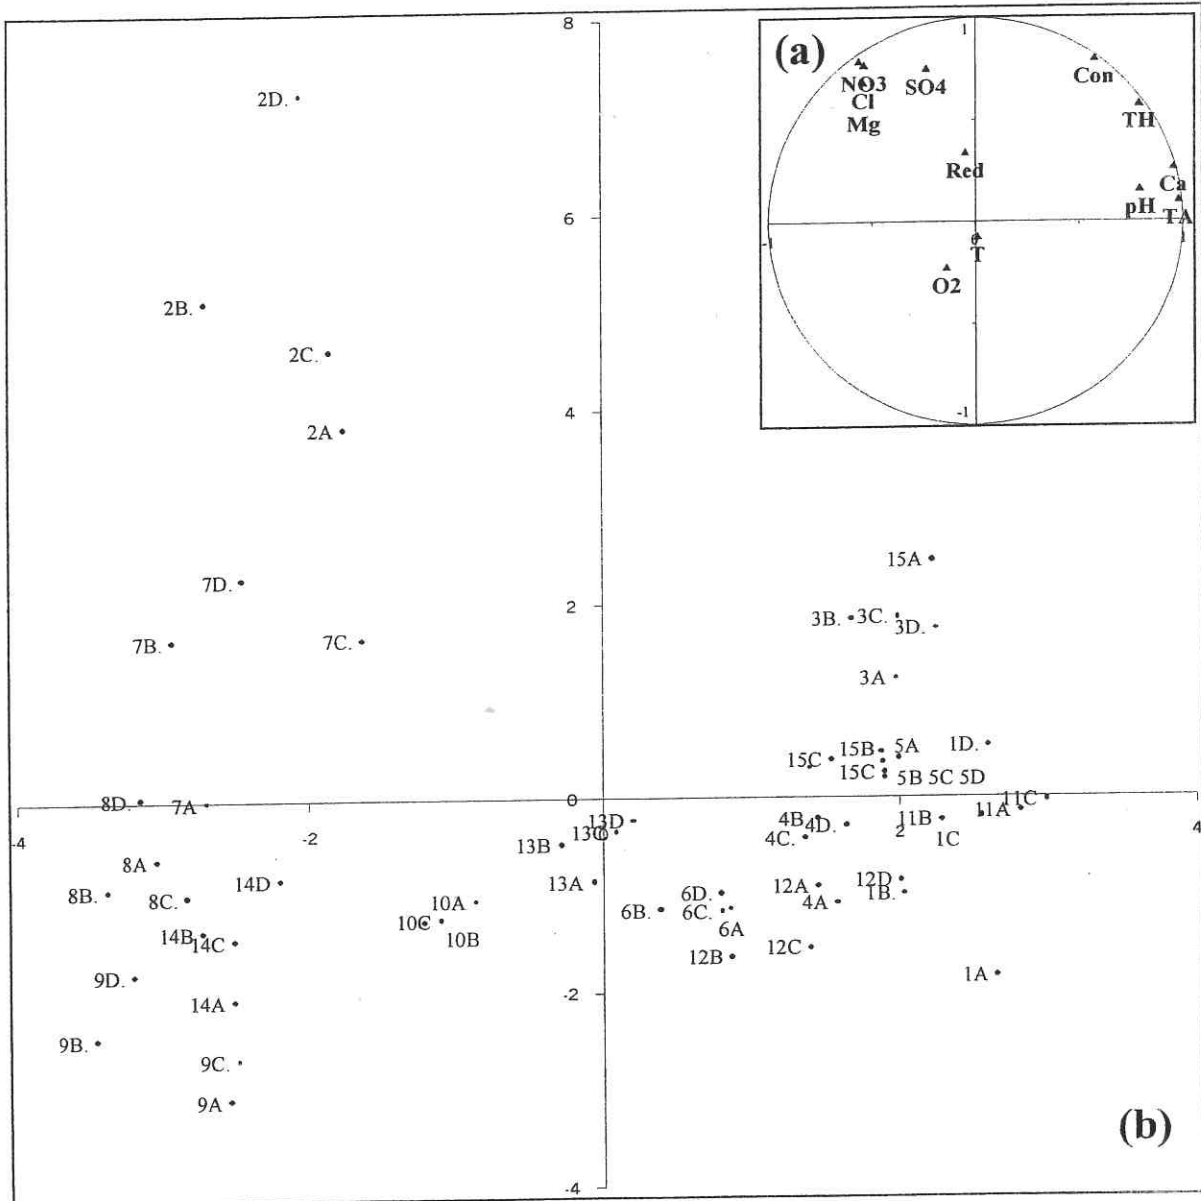 8
(a)
1
Con
NO3 SO4
Cl
Mg
TH
Red
Ca
pH
TA
-1
0
1
T
O2
-1
2D.
6
2B.
2C.
4
2A
15A
7D.
2
3B. 3C.
3D.
7B.
7C.
3A
15B 5A 1D.
15C
15C 5B 5C 5D
8D. 7A
0
11C
11A
-4
-2
13D
13C
4B
4D.
2
11B
4
13B
4C.
1C
8A
14D
13A
12A
12D
8B.
8C.
10A
6D.
4A
1B.
6B. 6C.
10C
6A
14B
14C
10B
12B
12C
9D.
-2
1A
14A
9B.
9C.
9A
(b)
-4